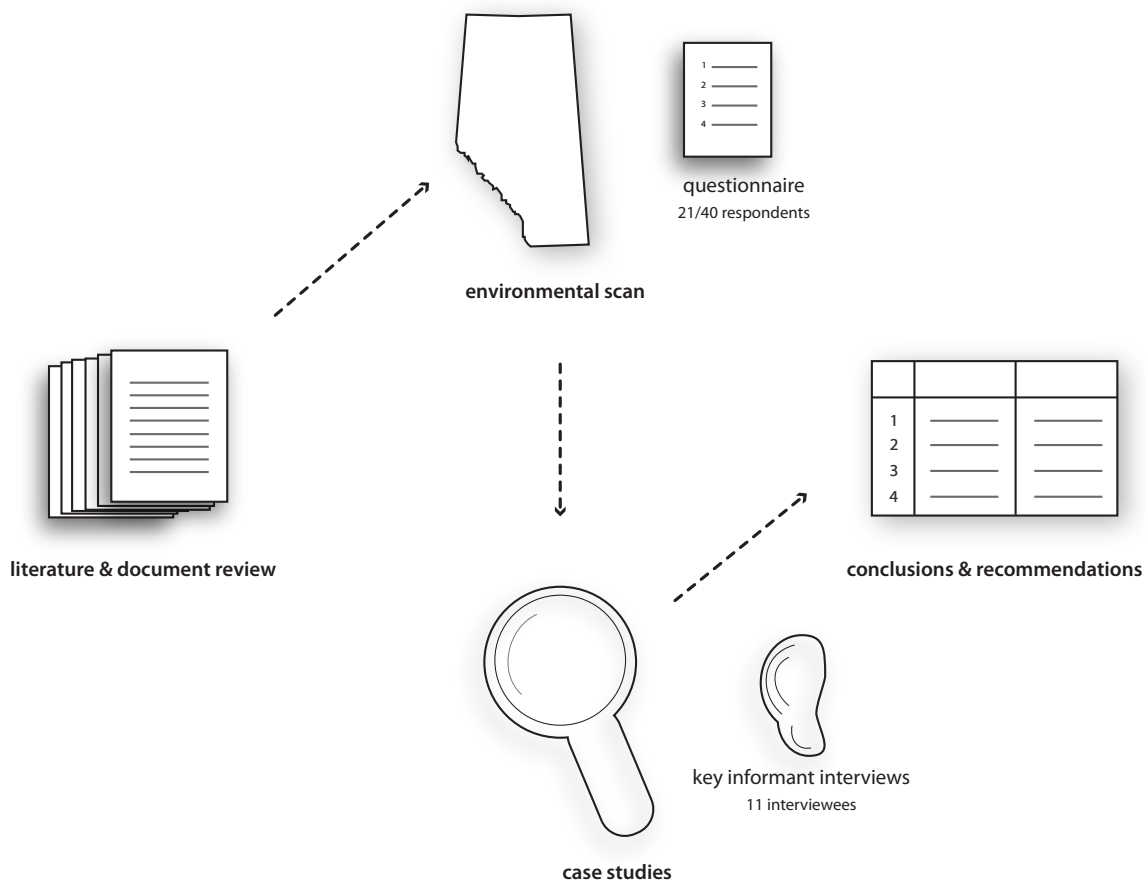 1
2
3
4
questionnaire
21/40 respondents
environmental scan
literature & document review
1
2
3
4
conclusions & recommendations
key informant interviews
11 interviewees
case studies